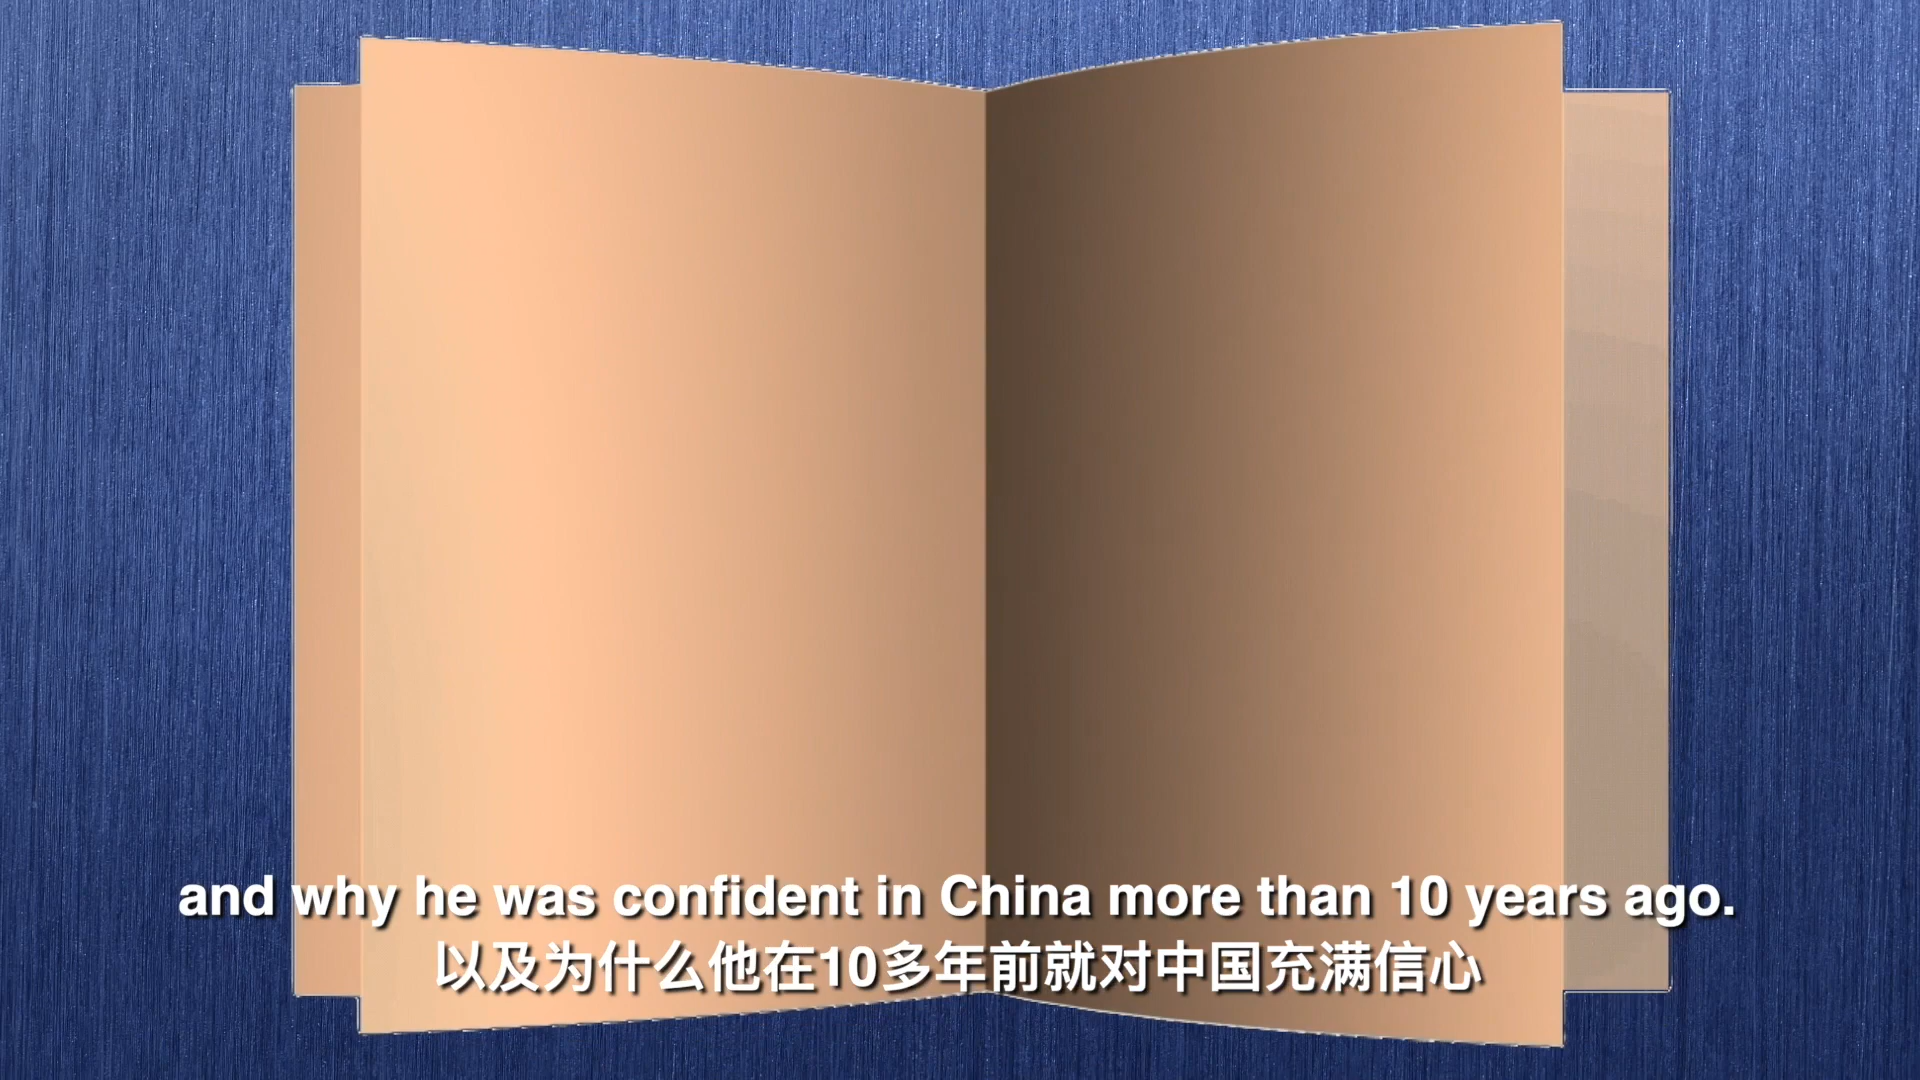 and why he was confident in China more than 10 years ago.
以及为什么他在10多年前就对中国充满信心